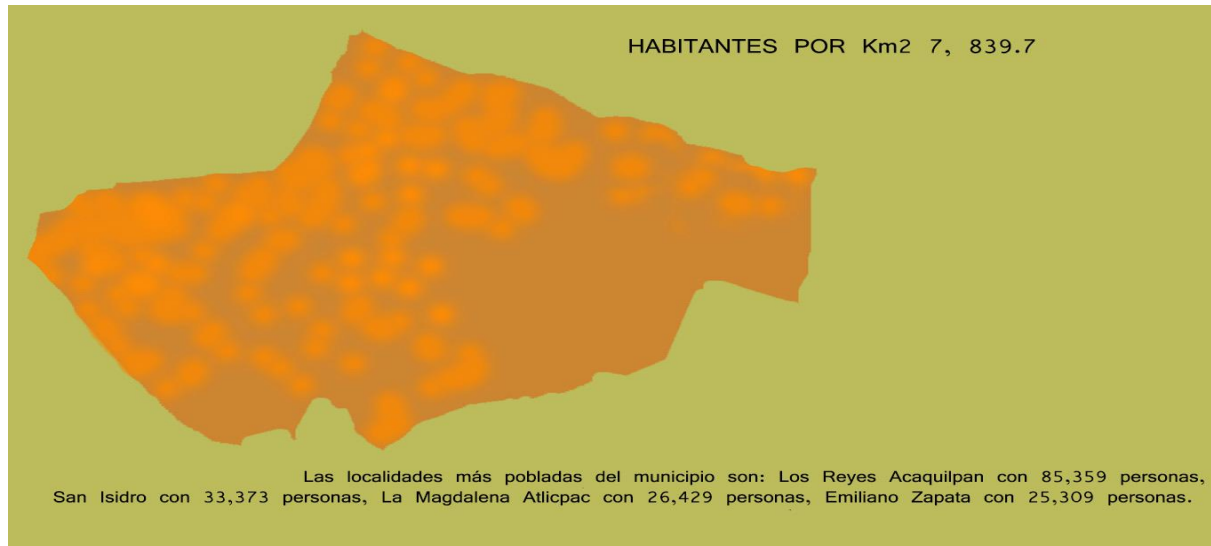 HABITANTES POR Km2 7, 839.7
Las localidades más pobladas del municipio son: Los Reyes Acaquilpan con 85,359 personas,
San Isidro con 33,373 personas, La Magdalena Atlicpac con 26,429 personas, Emiliano Zapata con 25,309 personas.